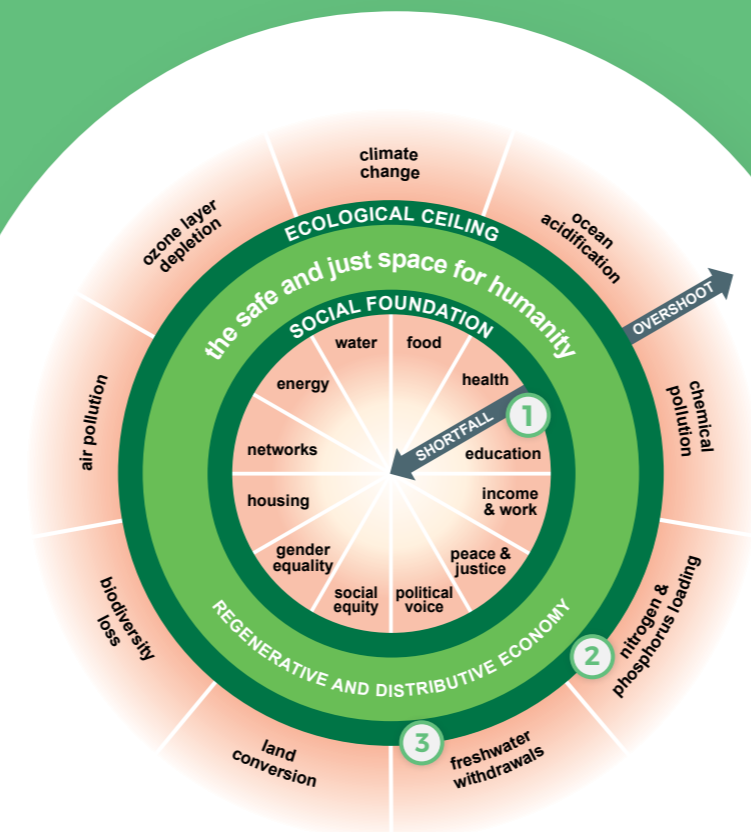 climate
change
ocean
acidification
ozone layer
depletion
ECOLOGICAL CEILING
the safe and just space for humanity
SOCIAL FOUNDATION
OVERSHOOT
water
food
energy
health
1
SHORTFALL
chemical
pollution
air pollution
networks
education
housing
income
& work
gender
equality
peace &
justice
social
equity
political
voice
REGENERATIVE AND DISTRIBUTIVE ECONOMY
biodiversity
loss
2
nitrogen &
phosphorus loading
3
land
conversion
freshwater
withdrawals